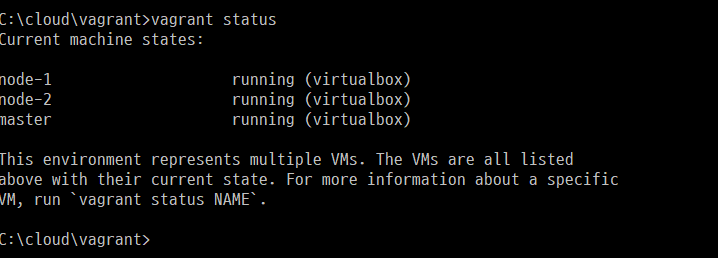 C:\cloud\vagrant>vagrant status
Current machine states:
node-1                    running (virtualbox)
node-2                    running (virtualbox)
master                    running (virtualbox)
This environment represents multiple VMs. The VMs are all listed
above with their current state. For more information about a specific
VM, run `vagrant status NAME`.
C:\cloud\vagrant>